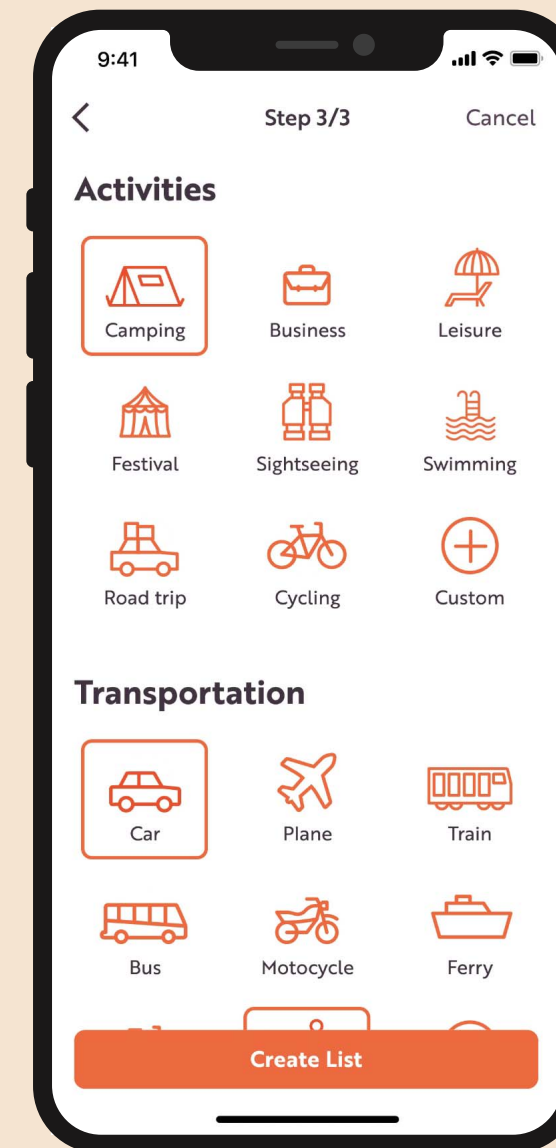 9:41
Step 3/3 Cancel
Activities
Camping Business Leisure
Festival Sightseeing Swimming
Road trip Cycling Custom
Transportation
Car Plane Train
Bus Motocycle Ferry
Create List